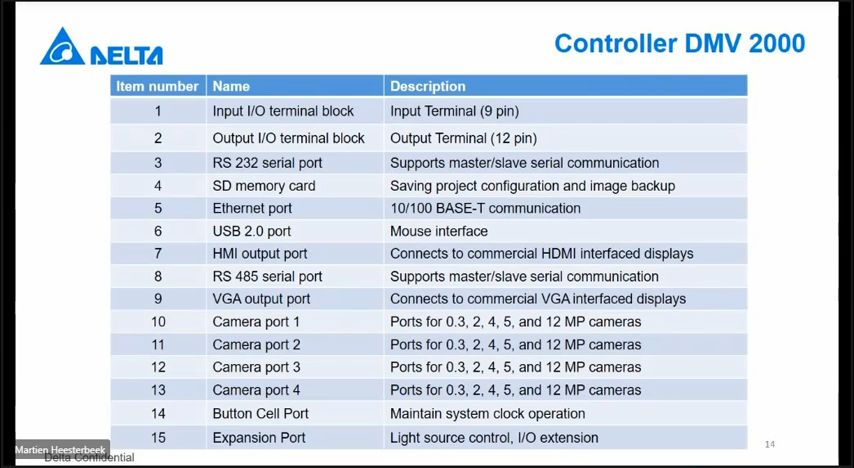 DELTA
Controller DMV 2000
Item number Name Description
1 Input I/O terminal block Input Terminal (9 pin)
2 Output I/O terminal block Output Terminal (12 pin)
3 RS 232 serial port Supports master/slave serial communication
4 SD memory card Saving project configuration and image backup
5 Ethernet port 10/100 BASE-T communication
6 USB 2.0 port Mouse interface
7 HMI output port Connects to commercial HDMI interfaced displays
8 RS 485 serial port Supports master/slave serial communication
9 VGA output port Connects to commercial VGA interfaced displays
10 Camera port 1 Ports for 0.3, 2, 4, 5, and 12 MP cameras
11 Camera port 2 Ports for 0.3, 2, 4, 5, and 12 MP cameras
12 Camera port 3 Ports for 0.3, 2, 4, 5, and 12 MP cameras
13 Camera port 4 Ports for 0.3, 2, 4, 5, and 12 MP cameras
14 Button Cell Port Maintain system clock operation
15 Expansion Port Light source control, I/O extension
14
Martien Heesterbeek
Delta Confidential